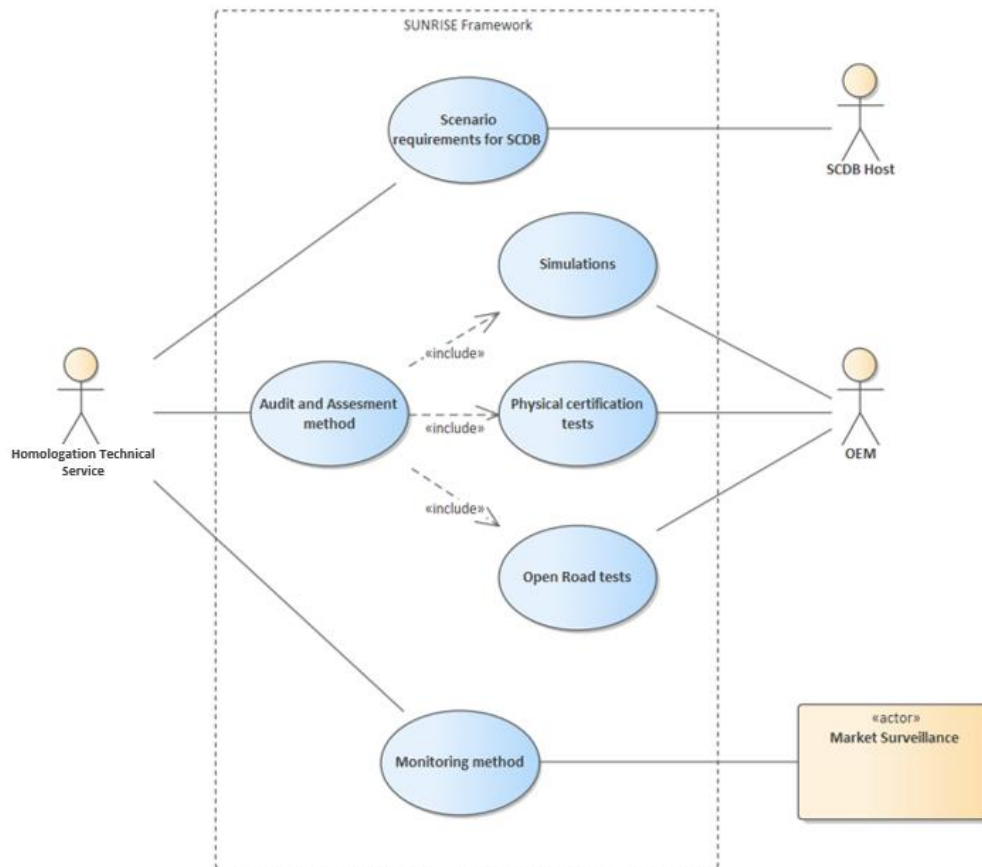 SUNRISE Framework
Scenario
requirements for SCDB
SCDB Host
Simulations
«include»
Audit and Assesment
method
«include»
Physical certification
tests
Homologation Technical
Service
OEM
«include»
Open Road tests
«actor»
Market Surveillance
Monitoring method